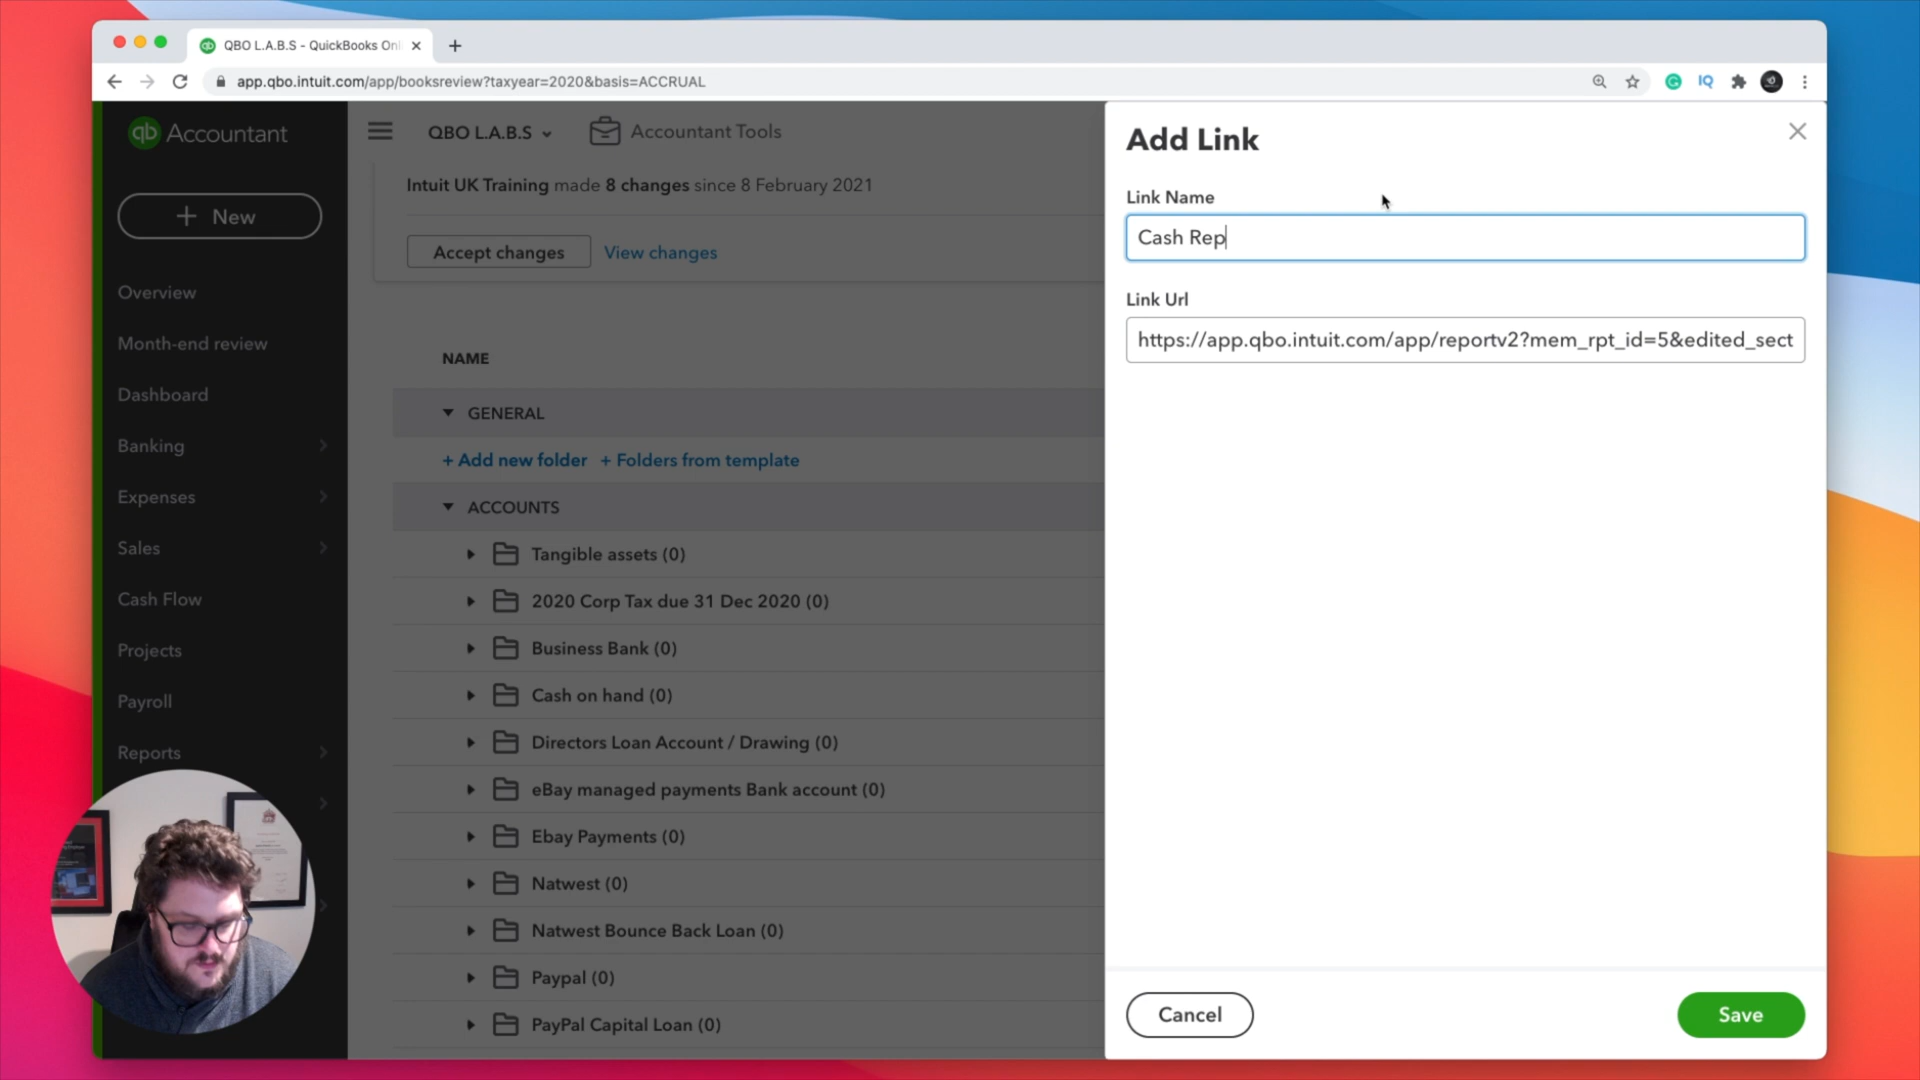 QBO L.A.B.S - QuickBooks Onl
app.qbo.intuit.com/app/booksreview?taxyear=2020&basis=ACCRUAL
IQ
qb Accountant
QBO L.A.B.S
Accountant Tools
+ New
Overview
Month-end review
Dashboard
Banking
Expenses
Sales
Cash Flow
Projects
Payroll
Reports
Intuit UK Training made 8 changes since 8 February 2021
Accept changes
View changes
NAME
GENERAL
+ Add new folder + Folders from template
ACCOUNTS
Tangible assets (0)
2020 Corp Tax due 31 Dec 2020 (0)
Business Bank (0)
Cash on hand (0)
Directors Loan Account / Drawing (0)
eBay managed payments Bank account (0)
Ebay Payments (0)
Natwest (0)
Natwest Bounce Back Loan (0)
Paypal (0)
PayPal Capital Loan (0)
Add Link
Link Name
Cash Rep
Link Url
https://app.qbo.intuit.com/app/reportv2?mem_rpt_id=5&edited_sect
Cancel
Save